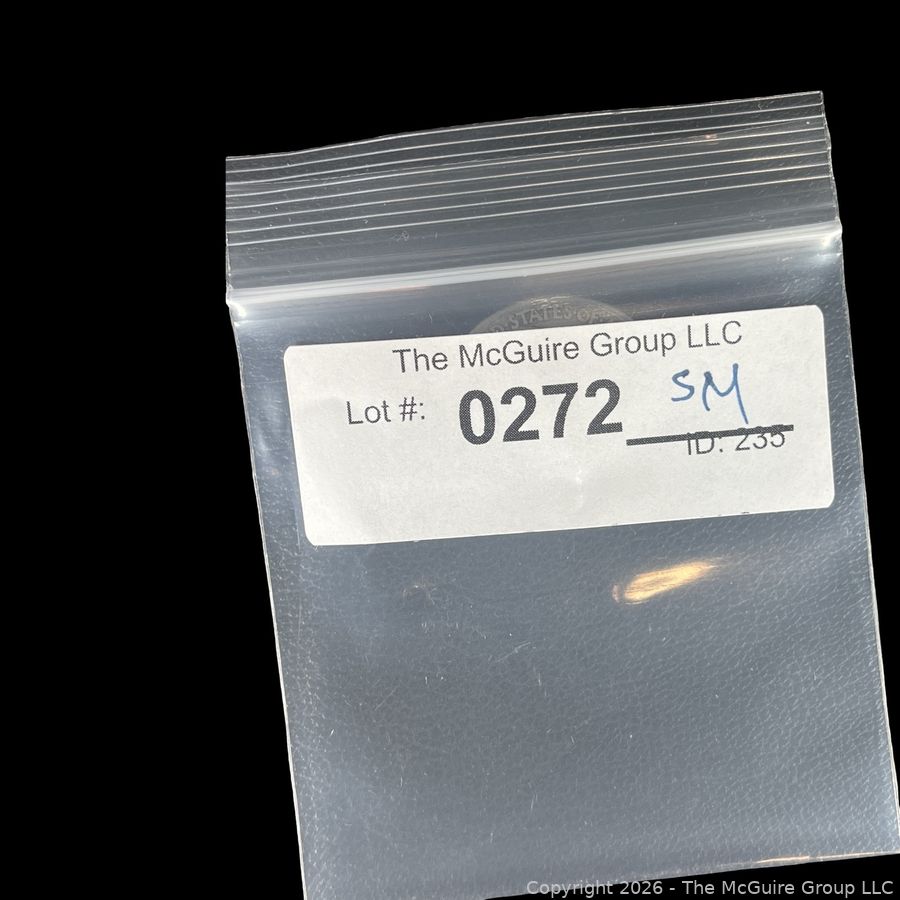 STATES OF
The McGuire Group LLC
Lot #: 0272 SM
ID: 235
Copyright 2026 - The McGuire Group LLC